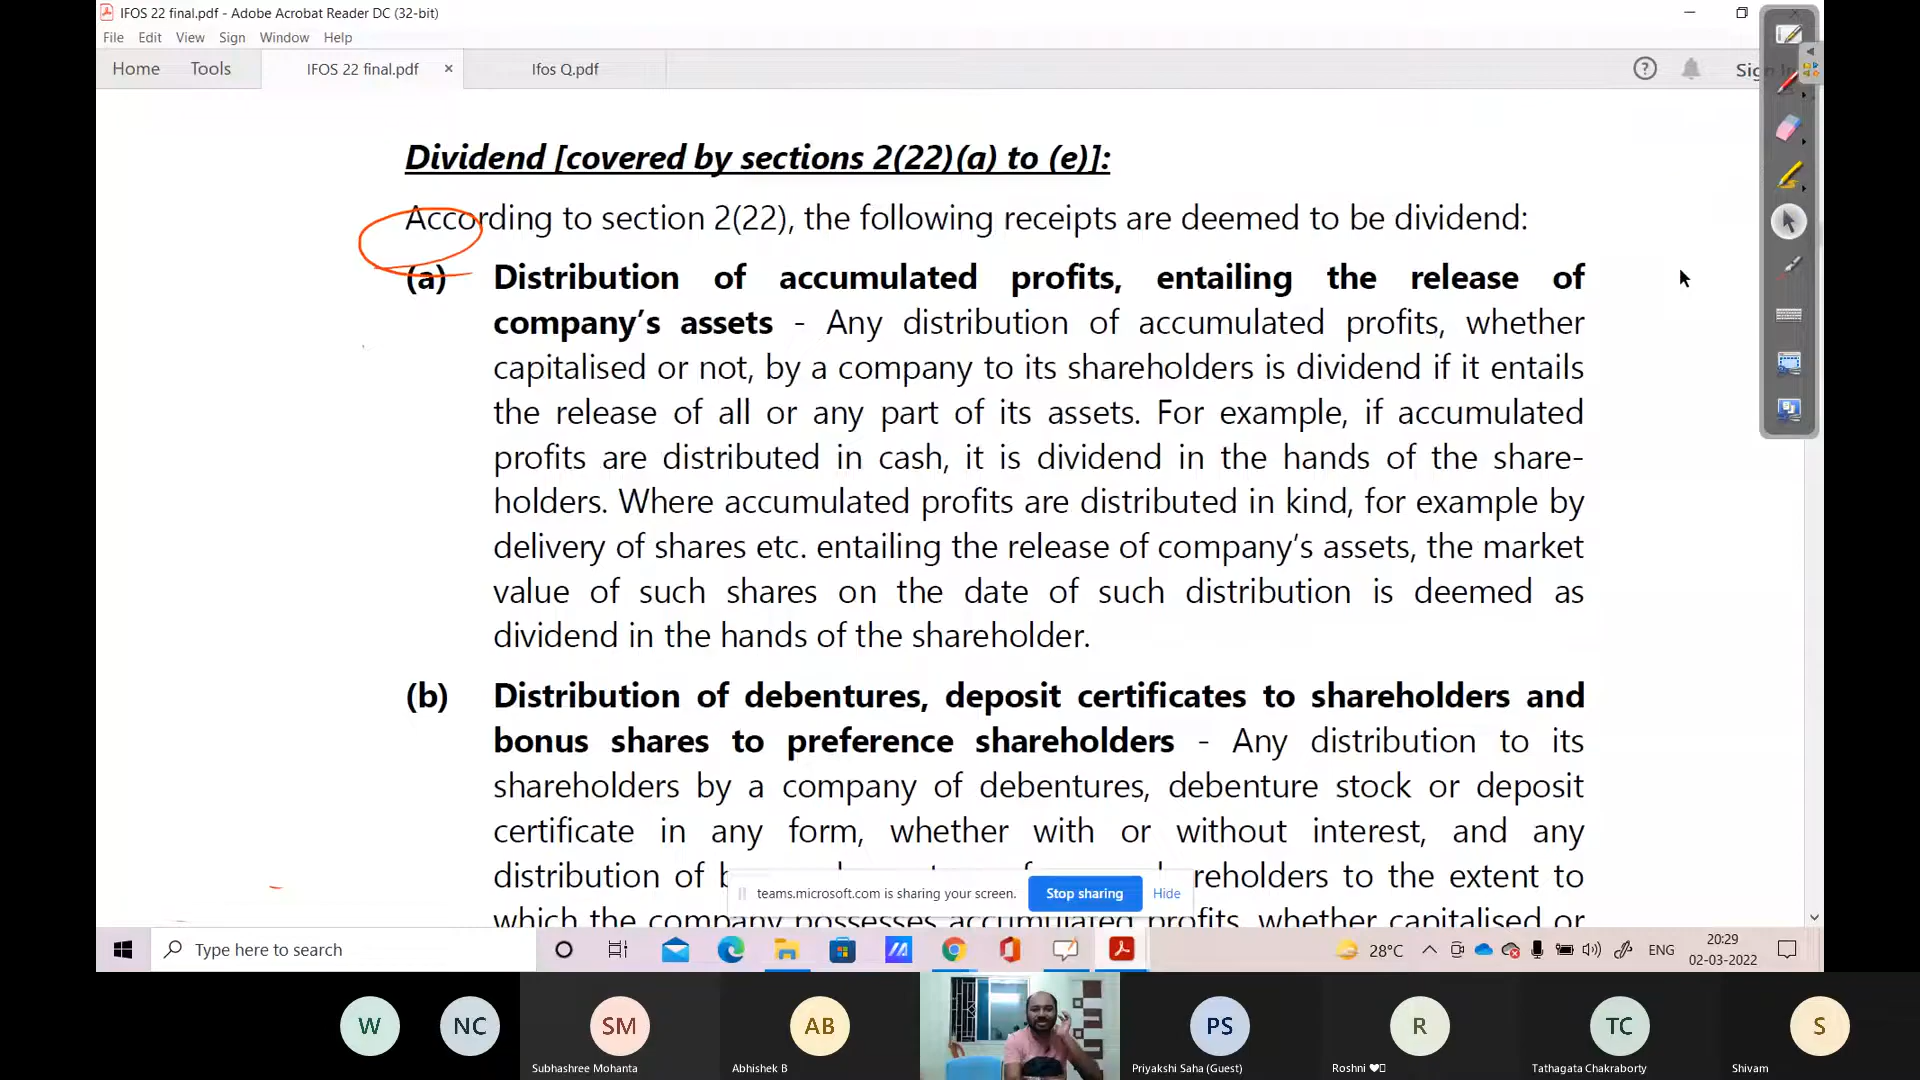 IFOS 22 final.pdf - Adobe Acrobat Reader DC (32-bit)
File Edit View Sign Window Help
Home Tools IFOS 22 final.pdf × Ifos Q.pdf Sign In
Dividend [covered by sections 2(22)(a) to (e)]:
According to section 2(22), the following receipts are deemed to be dividend:
(a) Distribution of accumulated profits, entailing the release of
company's assets - Any distribution of accumulated profits, whether
capitalised or not, by a company to its shareholders is dividend if it entails
the release of all or any part of its assets. For example, if accumulated
profits are distributed in cash, it is dividend in the hands of the share-
holders. Where accumulated profits are distributed in kind, for example by
delivery of shares etc. entailing the release of company's assets, the market
value of such shares on the date of such distribution is deemed as
dividend in the hands of the shareholder.
(b) Distribution of debentures, deposit certificates to shareholders and
bonus shares to preference shareholders - Any distribution to its
shareholders by a company of debentures, debenture stock or deposit
certificate in any form, whether with or without interest, and any
distribution of reholders to the extent to
teams.microsoft.com is sharing your screen. Stop sharing Hide
which the company possesses accumulated profits, whether capitalised or
Type here to search 28°C ENG 20:29
02-03-2022
W NC SM AB PS R TC S
Subhashree Mohanta Abhishek B Priyakshi Saha (Guest) Roshni Tathagata Chakraborty Shivam